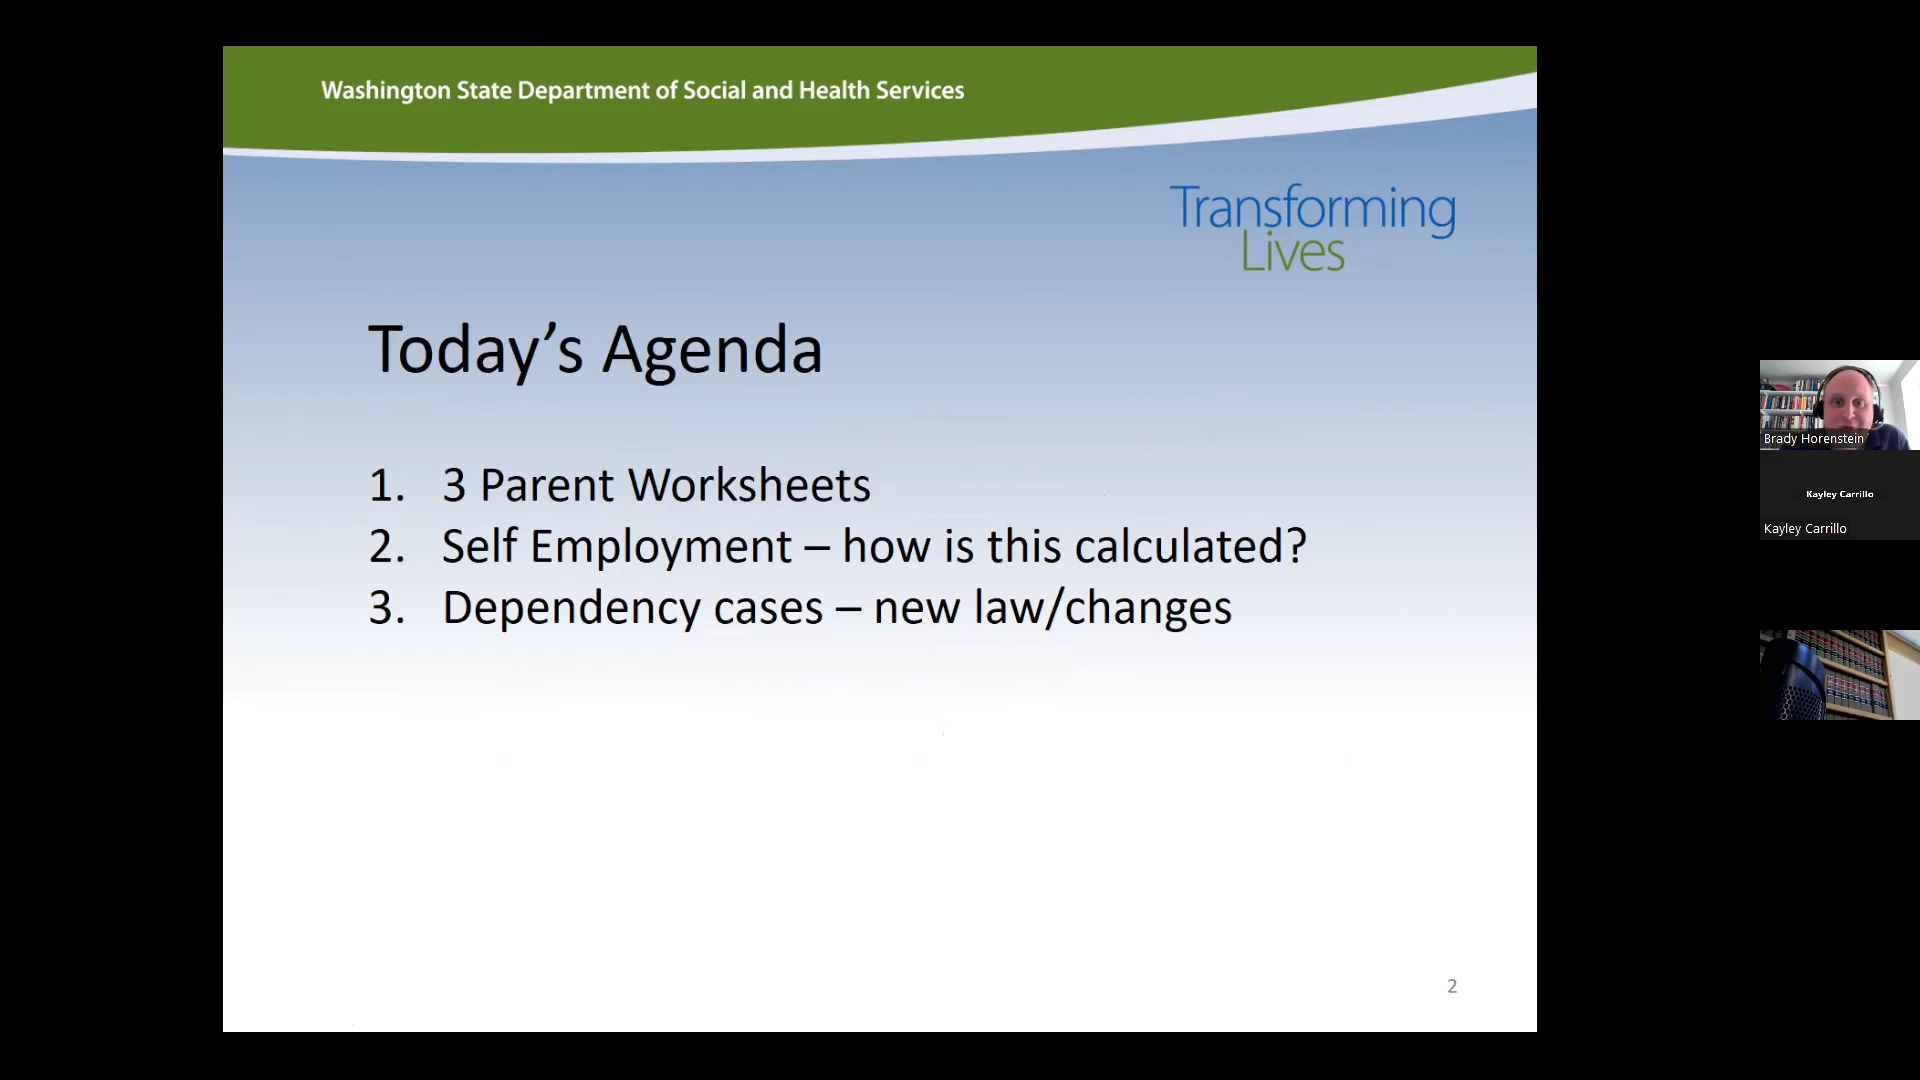 Washington State Department of Social and Health Services
Transforming
Lives
Today’s Agenda
1. 3 Parent Worksheets
2. Self Employment – how is this calculated?
3. Dependency cases – new law/changes
2
Brady Horenstein
Kayley Carrillo
Kayley Carrillo